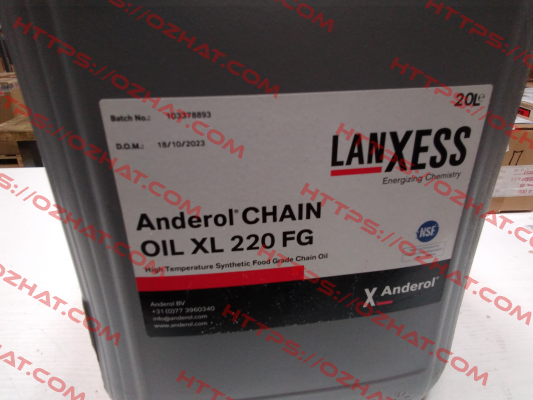 Batch No.: 103378893
20L℮
D.O.M.: 18/10/2023
LANXESS
Energizing Chemistry
Anderol® CHAIN
OIL XL 220 FG
NSF
High Temperature Synthetic Food Grade Chain Oil
Anderol BV
+31 (0)77 3960340
info@anderol.com
www.anderol.com
X Anderol®
HTTPS://OZHAT.COM